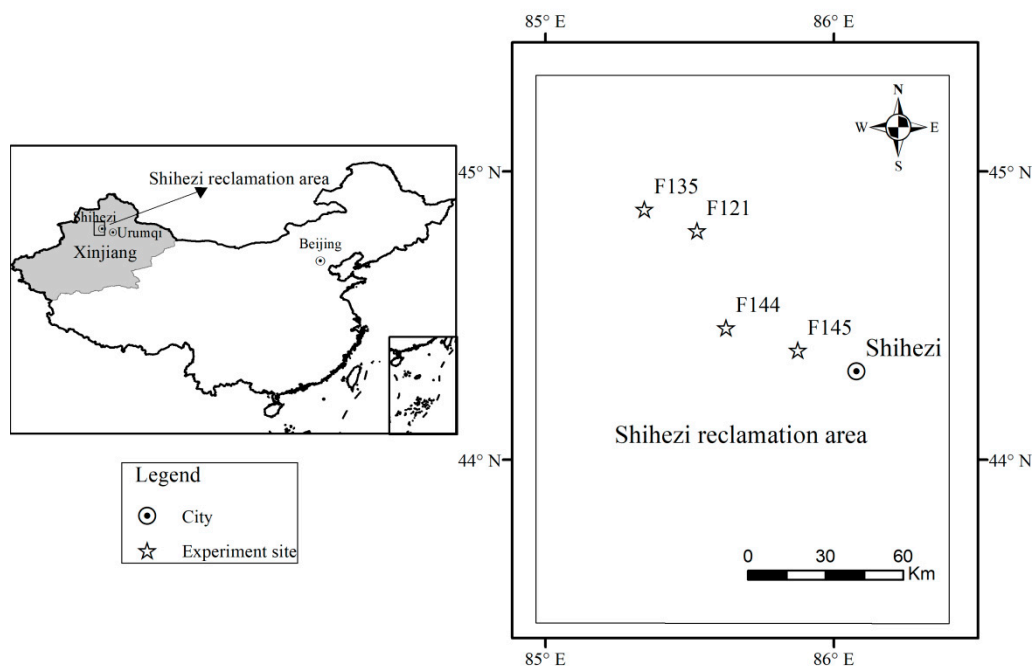 Shihezi reclamation area
Shihezi
Urumqi
Xinjiang
Beijing
Legend
City
Experiment site
85° E
86° E
N
W
E
S
45° N
45° N
F135
F121
F144
F145
Shihezi
Shihezi reclamation area
44° N
44° N
0
30
60
Km
85° E
86° E